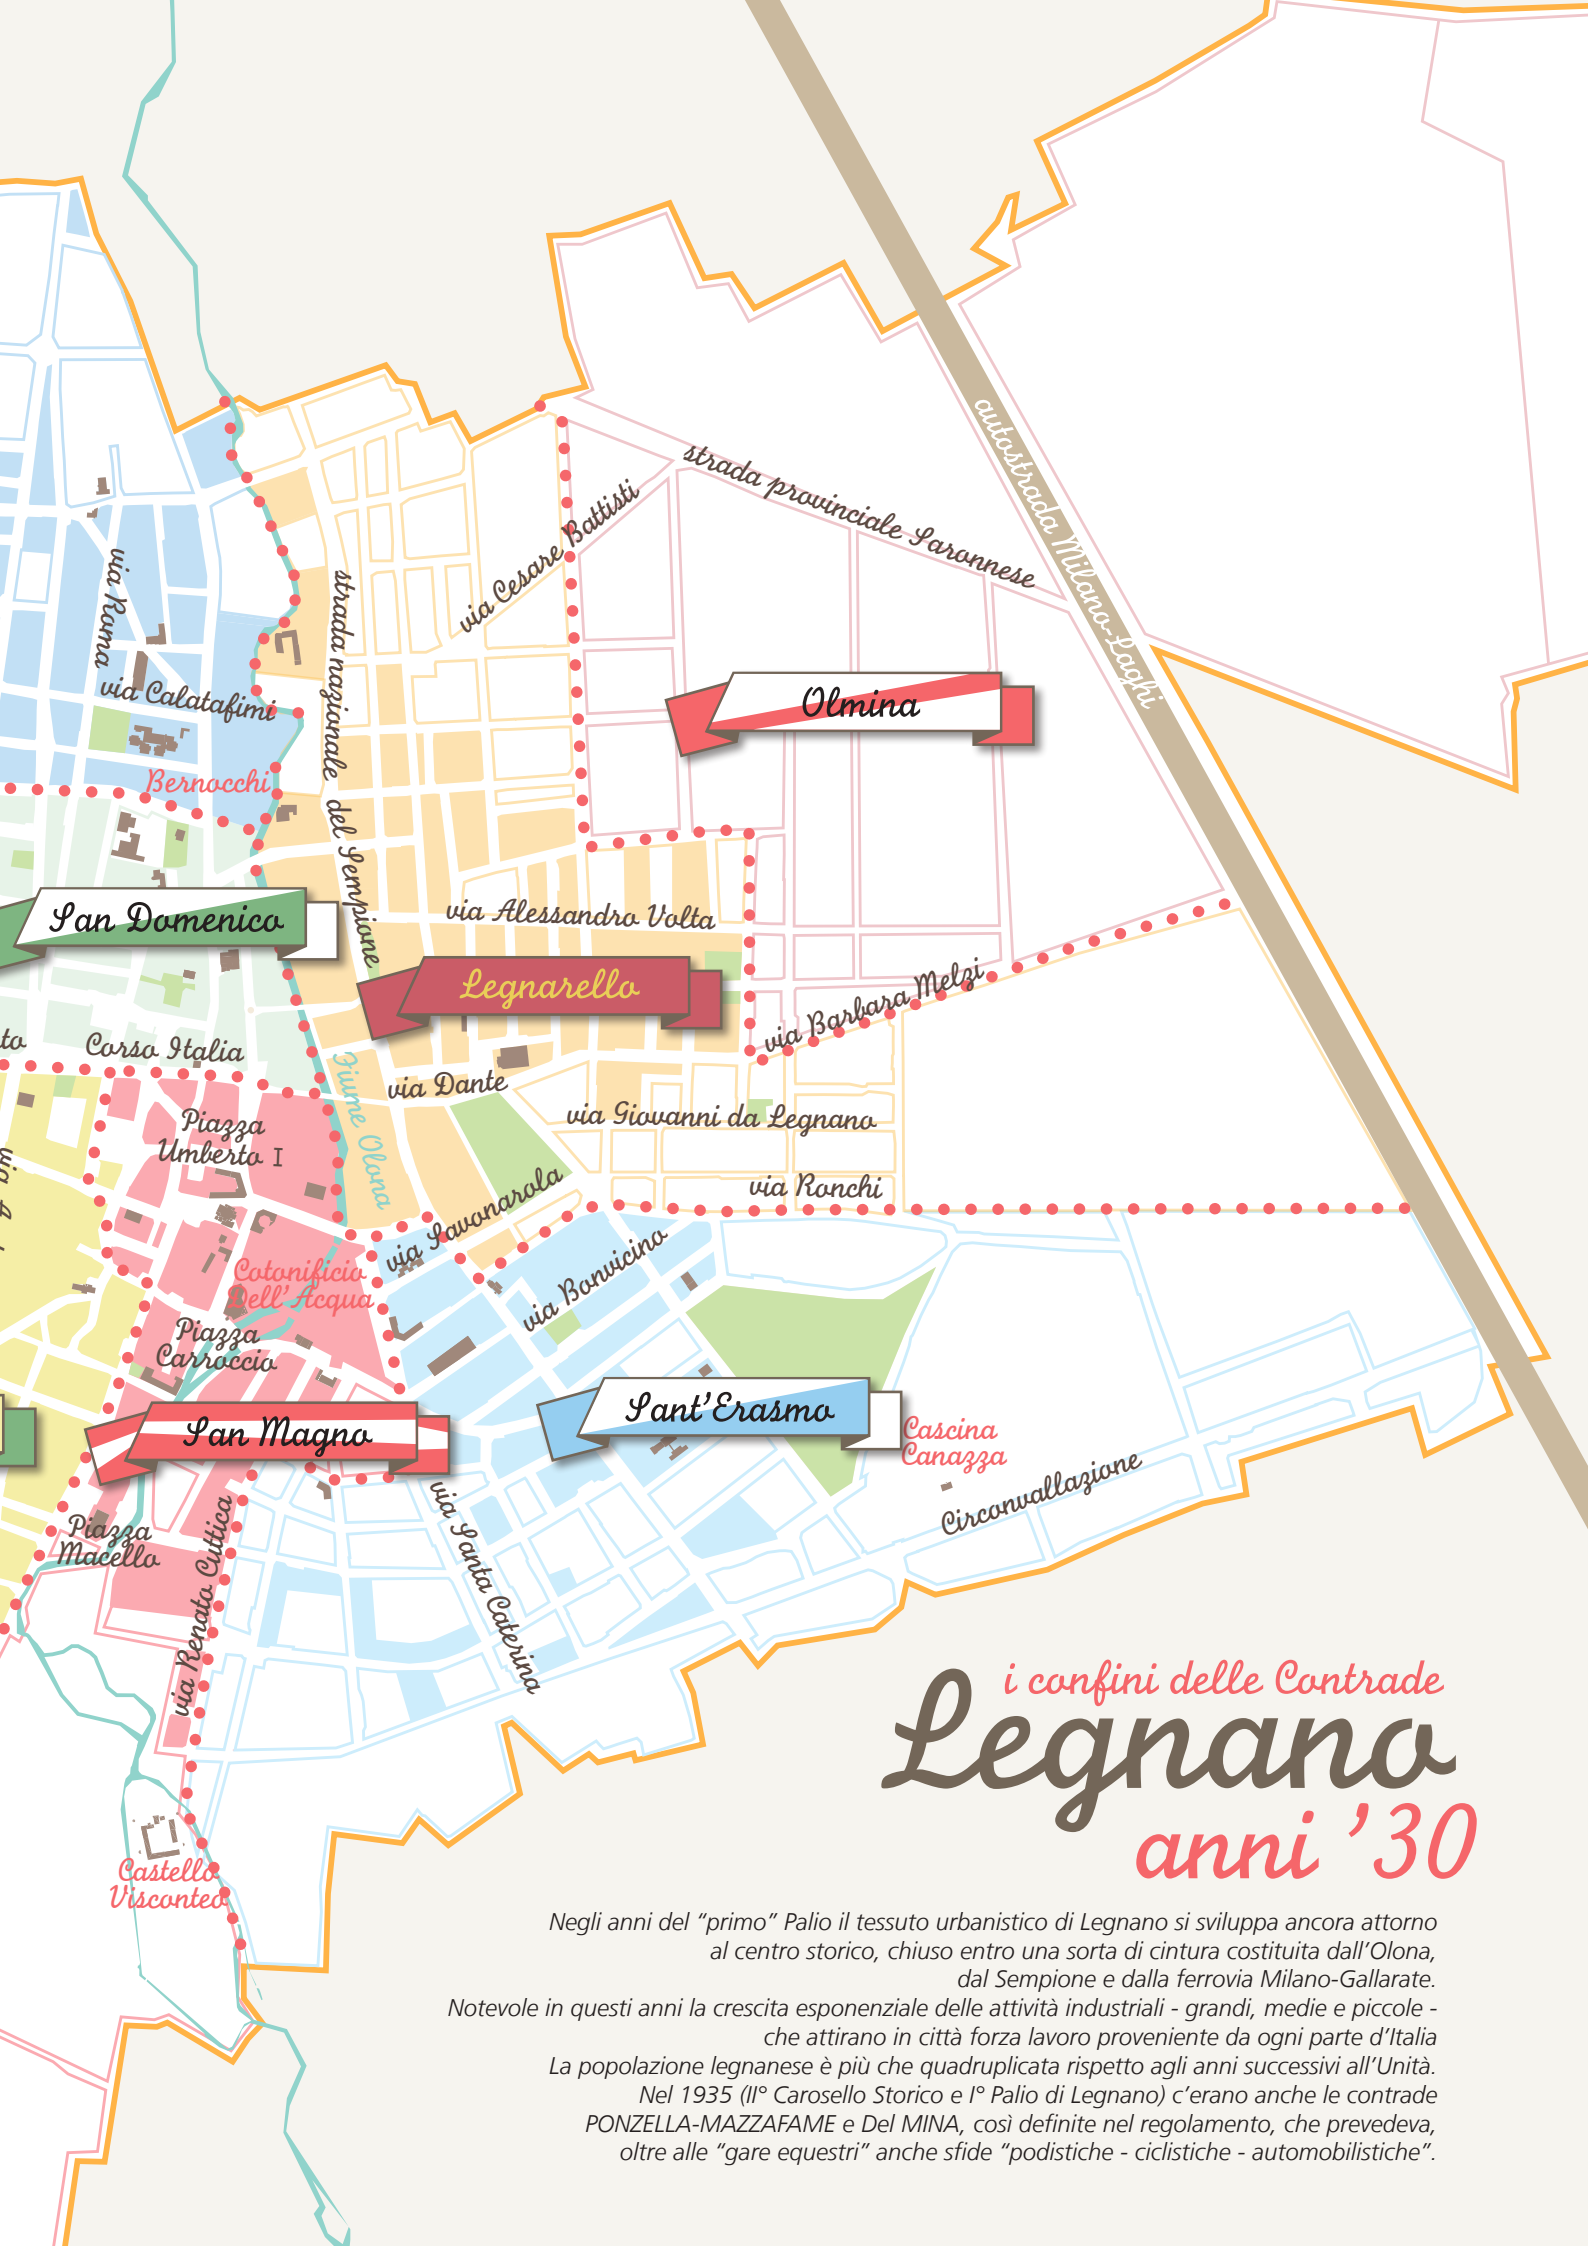 autostrada Milano-Laghi
strada provinciale Saronnese
via Cesare Battisti
via Roma
strada nazionale del Sempione
via Calatafimi
Olmina
Bernocchi
San Domenico
via Alessandro Volta
Legnarello
via Barbara Melzi
to
Corso Italia
Fiume Olona
via Dante
via Giovanni da Legnano
Piazza
Umberto I
via Ronchi
via Savonarola
via Bonvicino
Cotonificio
Dell'Acqua
Piazza
Carroccio
San Magno
Sant'Erasmo
Cascina
Canazza
Circonvallazione
Piazza
Macello
via Renato Cuttica
via Santa Caterina
Castello
Visconteo
i confini delle Contrade
Legnano
anni '30
Negli anni del “primo” Palio il tessuto urbanistico di Legnano si sviluppa ancora attorno
al centro storico, chiuso entro una sorta di cintura costituita dall’Olona,
dal Sempione e dalla ferrovia Milano-Gallarate.
Notevole in questi anni la crescita esponenziale delle attività industriali - grandi, medie e piccole -
che attirano in città forza lavoro proveniente da ogni parte d’Italia
La popolazione legnanese è più che quadruplicata rispetto agli anni successivi all’Unità.
Nel 1935 (II° Carosello Storico e I° Palio di Legnano) c’erano anche le contrade
PONZELLA-MAZZAFAME e Del MINA, così definite nel regolamento, che prevedeva,
oltre alle “gare equestri” anche sfide “podistiche - ciclistiche - automobilistiche”.